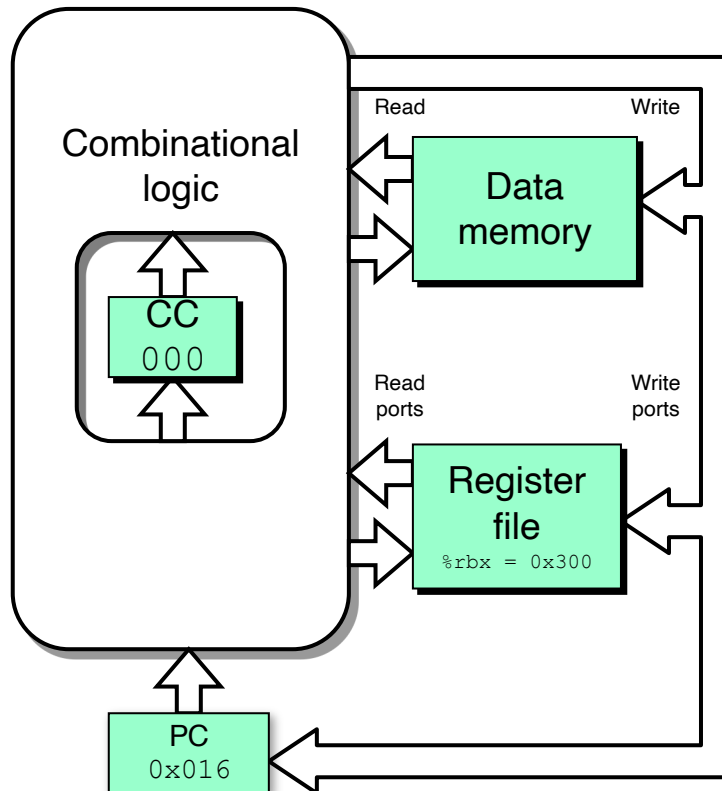 Read
Write
Combinational
logic
Data
memory
CC
000
Read
ports
Write
ports
Register
file
%rbx = 0x300
PC
0x016